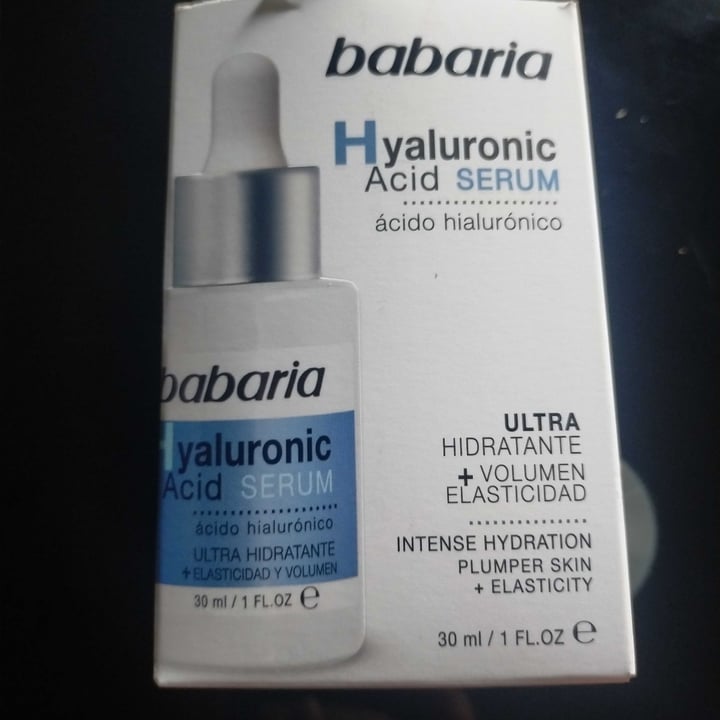 babaria
Hyaluronic
Acid SERUM
ácido hialurónico
babaria
Hyaluronic
Acid SERUM
ácido hialurónico
ULTRA HIDRATANTE
+ ELASTICIDAD Y VOLUMEN
30 ml / 1 FL.OZ e
ULTRA
HIDRATANTE
+ VOLUMEN
ELASTICIDAD
INTENSE HYDRATION
PLUMPER SKIN
+ ELASTICITY
30 ml / 1 FL.OZ e